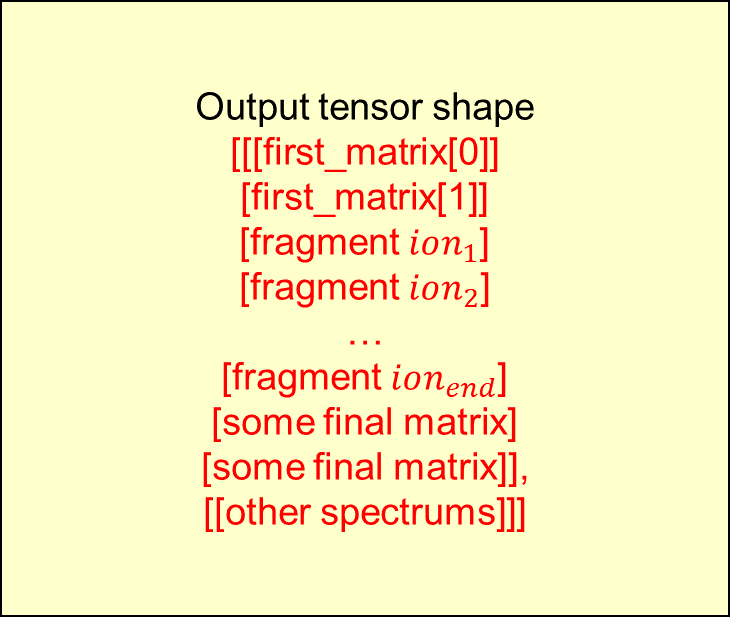 Output tensor shape
[[[first_matrix[0]]
[first_matrix[1]]
[fragment ion₁]
[fragment ion₂]
…
[fragment ionₑₙd]
[some final matrix]
[some final matrix]],
[[other spectrums]]]